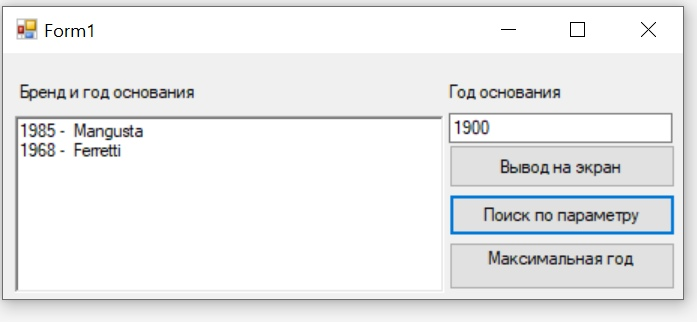 Form1
Бренд и год основания
Год основания
1985 - Mangusta
1968 - Ferretti
1900
Вывод на экран
Поиск по параметру
Максимальная год